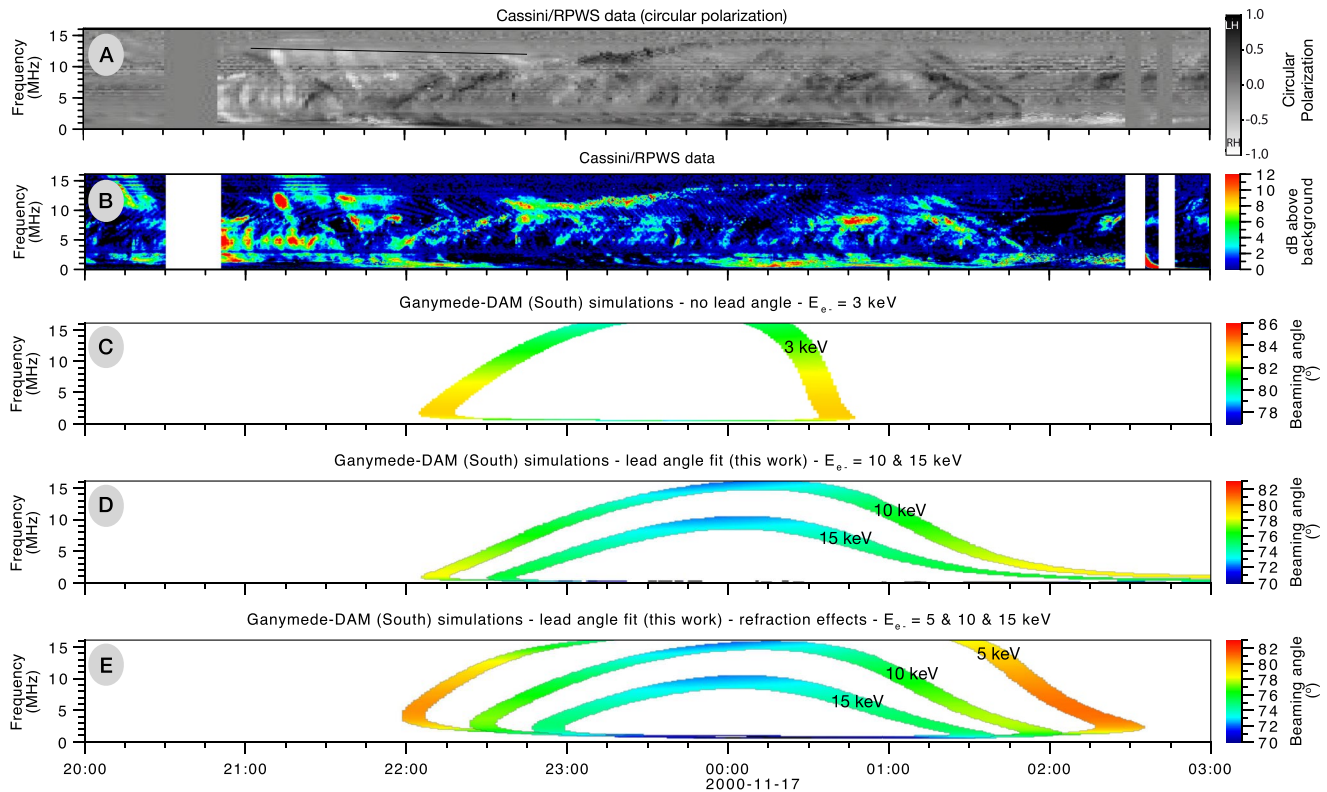 Cassini/RPWS data (circular polarization)
A
Frequency
(MHz)
15
10
5
0
1.0
LH
0.5
0.0
-0.5
RH
-1.0
Circular
Polarization
Cassini/RPWS data
B
Frequency
(MHz)
15
10
5
0
12
10
8
6
4
2
0
dB above
background
Ganymede-DAM (South) simulations - no lead angle - Ee- = 3 keV
C
Frequency
(MHz)
15
10
5
0
3 keV
86
84
82
80
78
Beaming angle
(º)
Ganymede-DAM (South) simulations - lead angle fit (this work) - Ee- = 10 & 15 keV
D
Frequency
(MHz)
15
10
5
0
10 keV
15 keV
82
80
78
76
74
72
70
Beaming angle
(º)
Ganymede-DAM (South) simulations - lead angle fit (this work) - refraction effects - Ee- = 5 & 10 & 15 keV
E
Frequency
(MHz)
15
10
5
0
5 keV
10 keV
15 keV
82
80
78
76
74
72
70
Beaming angle
(º)
20:00 21:00 22:00 23:00 00:00 01:00 02:00 03:00
2000-11-17